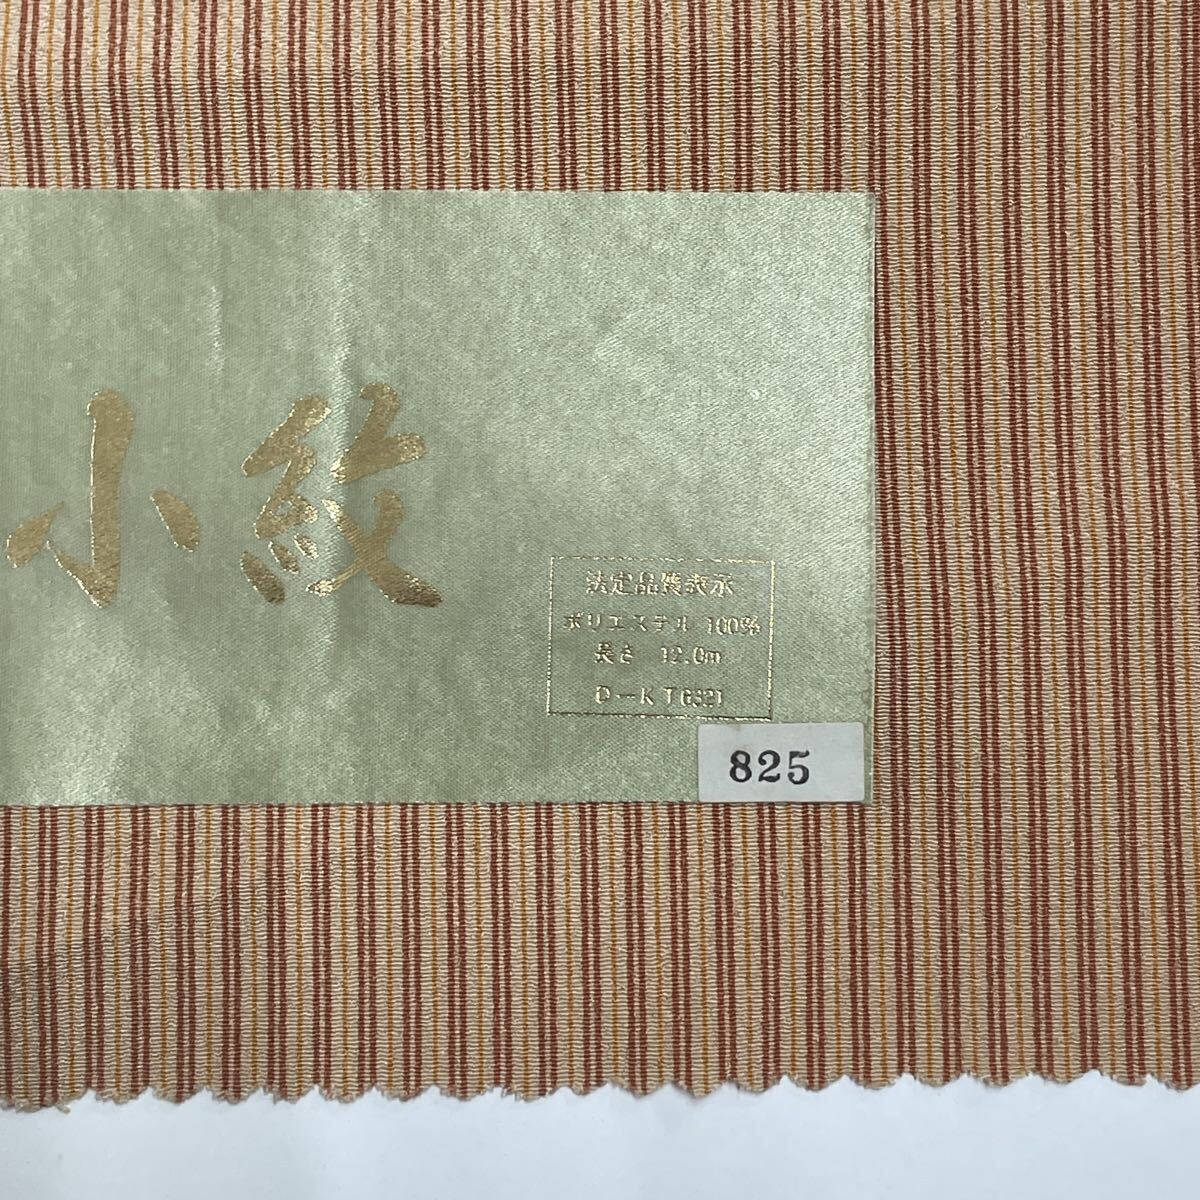 小紋
法定品質表示
ポリエステル 100%
長さ 12.0m
D-KT6321
825